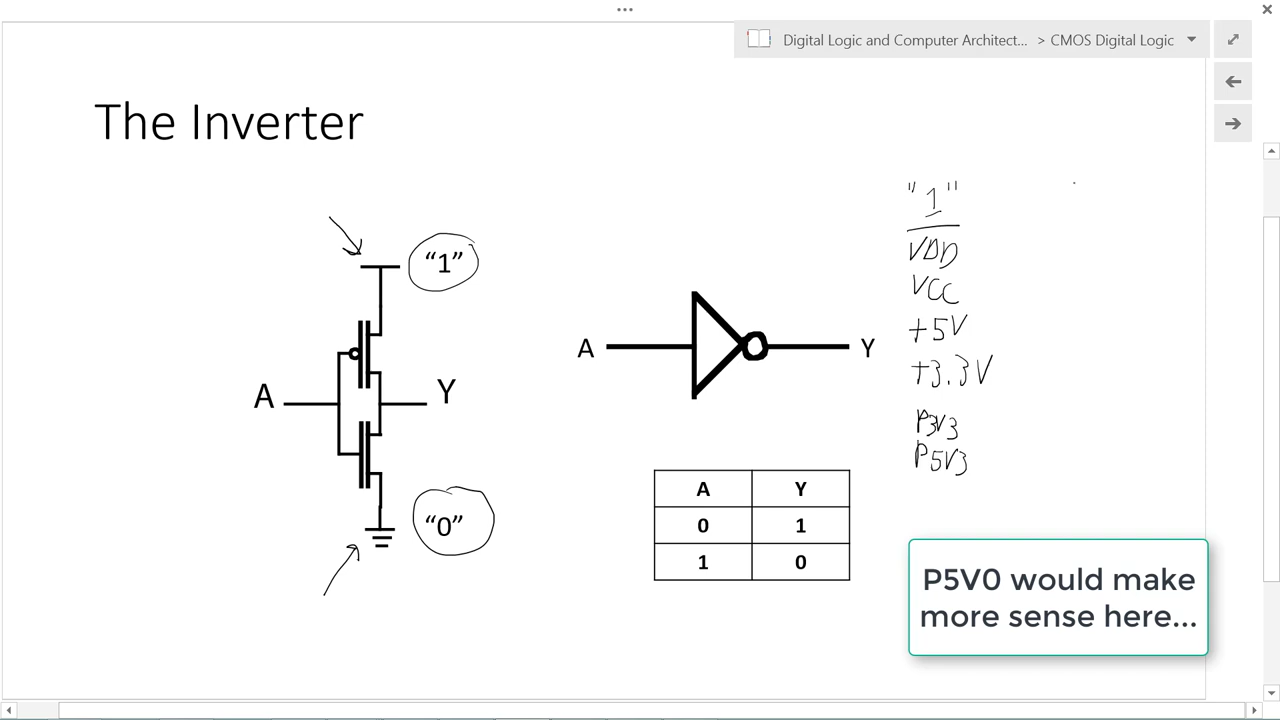 Digital Logic and Computer Architect... > CMOS Digital Logic
The Inverter
"1"
VDD
VCC
+5V
+3.3V
P3V3
P5V3
“1”
A
Y
“0”
A
Y
A Y
0 1
1 0
P5V0 would make
more sense here...